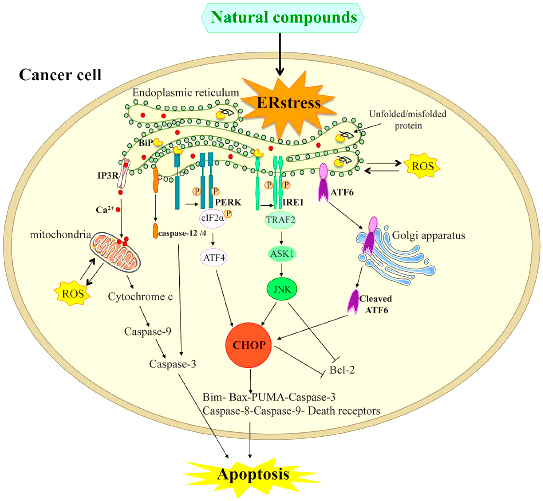 Natural compounds
Cancer cell
Endoplasmic reticulum
ERstress
Unfolded/misfolded
protein
BiP
IP3R
P
P
PERK
P
P
IRE1
ATF6
ROS
eIF2α
P
TRAF2
Ca²⁺
caspase-12 /4
Golgi apparatus
mitochondria
ATF4
ASK1
ROS
JNK
Cleaved
ATF6
Cytochrome c
Caspase-9
CHOP
Caspase-3
Bcl-2
Bim- Bax-PUMA-Caspase-3
Caspase-8-Caspase-9- Death receptors
Apoptosis